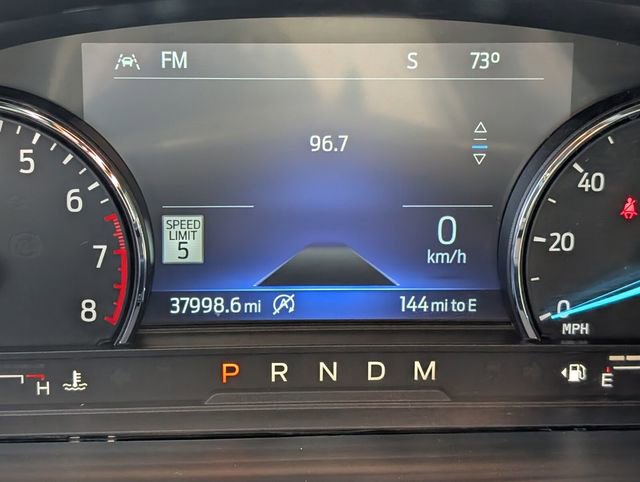 FM S 73º
96.7
5
6
7
8
SPEED
LIMIT
5
0
km/h
40
20
0
MPH
37998.6 mi 144 mi to E
H P R N D M E